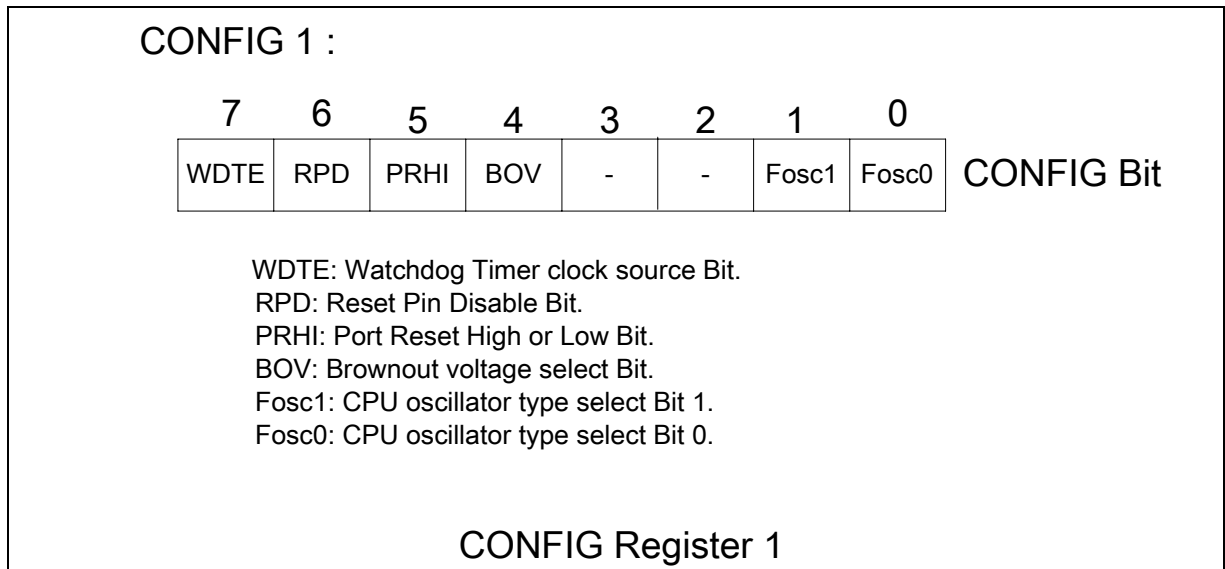 CONFIG 1 :
7 6 5 4 3 2 1 0
WDTE RPD PRHI BOV - - Fosc1 Fosc0 CONFIG Bit
WDTE: Watchdog Timer clock source Bit.
RPD: Reset Pin Disable Bit.
PRHI: Port Reset High or Low Bit.
BOV: Brownout voltage select Bit.
Fosc1: CPU oscillator type select Bit 1.
Fosc0: CPU oscillator type select Bit 0.
CONFIG Register 1